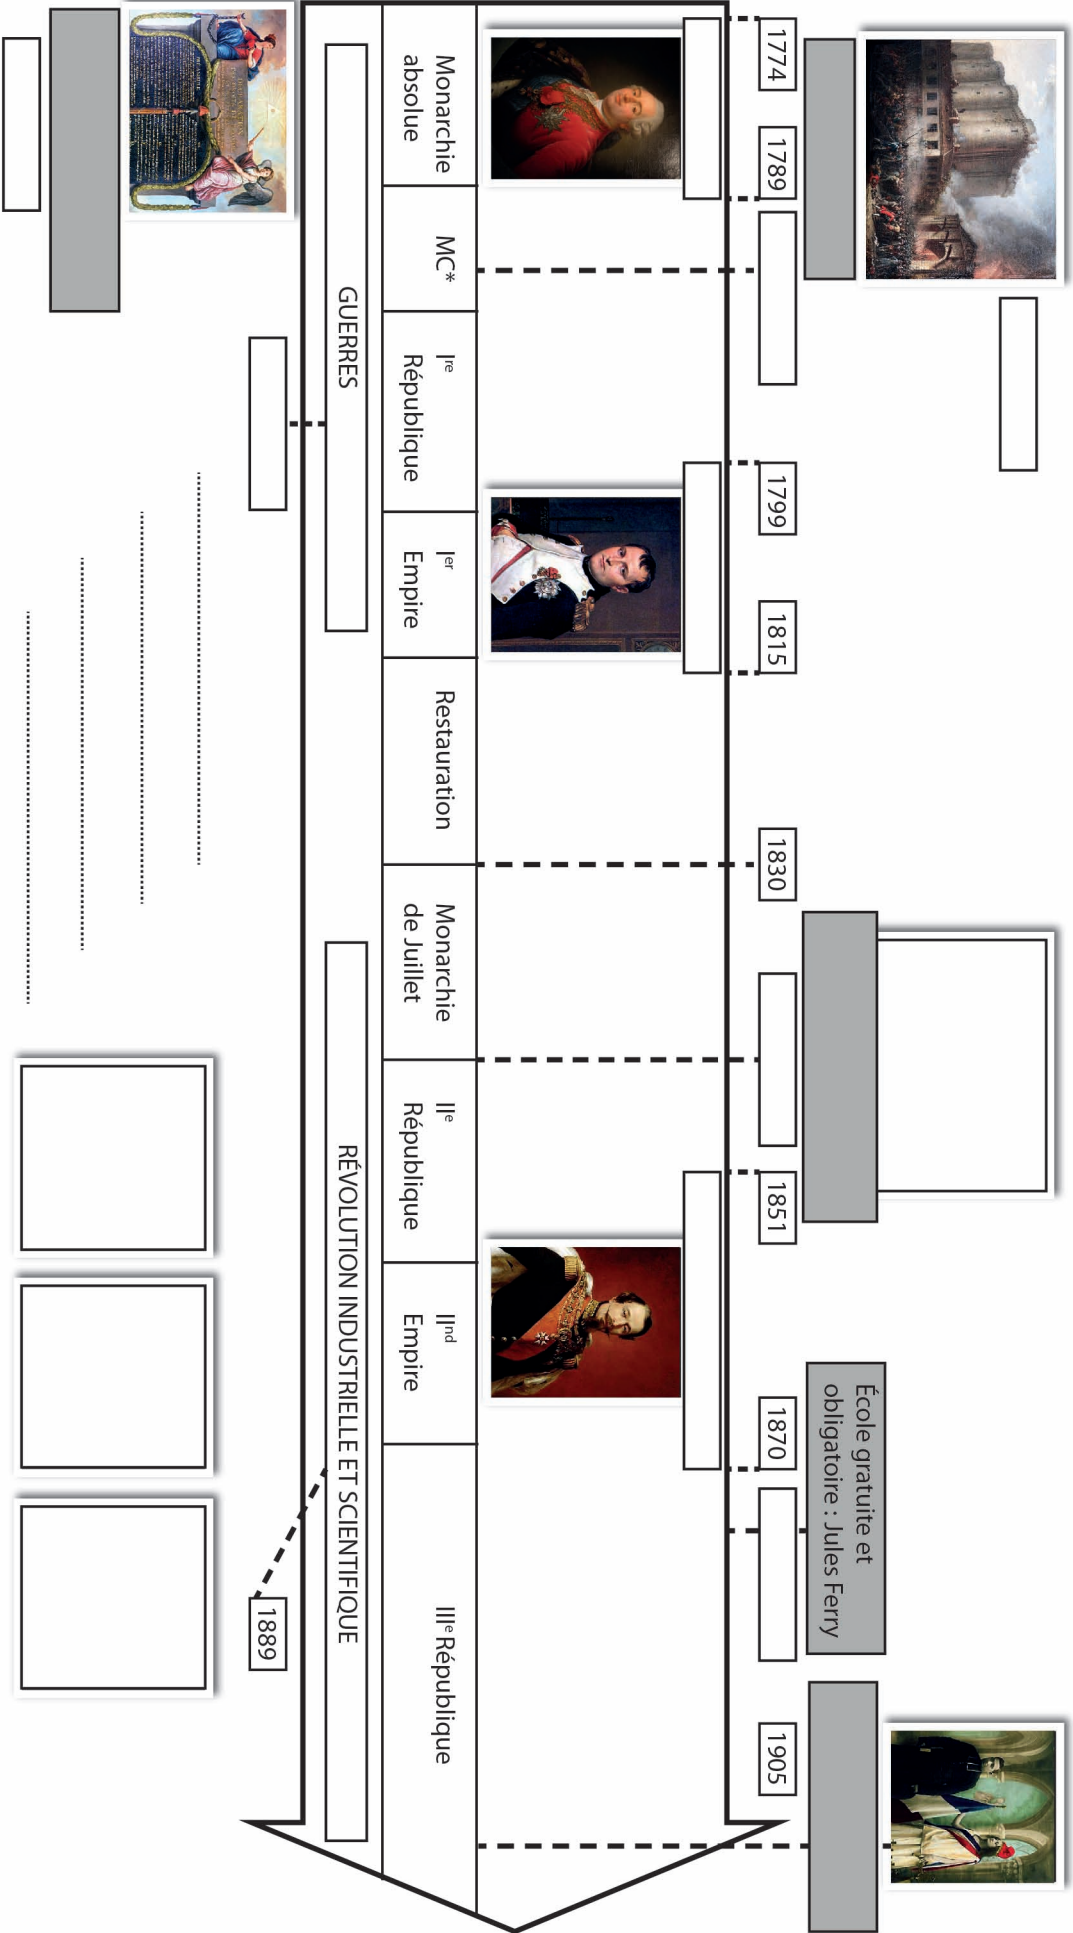 1774
1789
1799
1815
1830
1851
1870
1905
École gratuite et
obligatoire : Jules Ferry
Monarchie
absolue
MC*
Iʳᵉ
République
Iᵉʳ
Empire
Restauration
Monarchie
de Juillet
IIᵉ
République
IIⁿᵈ
Empire
IIIᵉ République
GUERRES
RÉVOLUTION INDUSTRIELLE ET SCIENTIFIQUE
1889